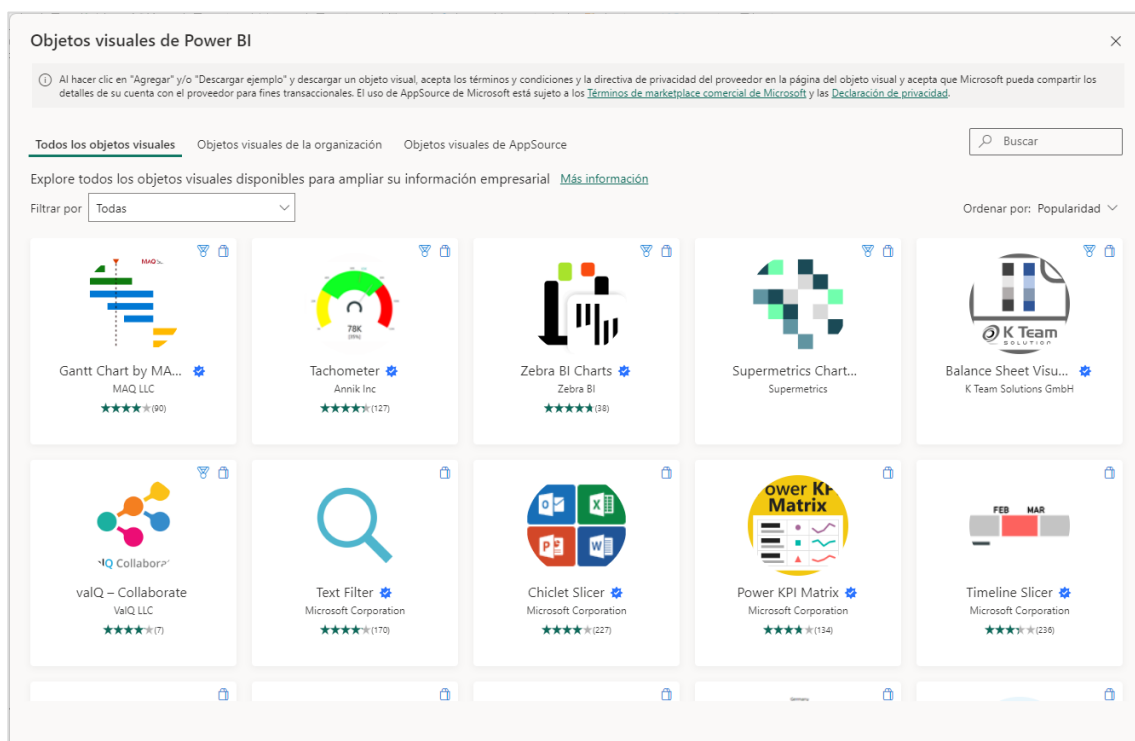 Objetos visuales de Power BI
Al hacer clic en "Agregar" y/o "Descargar ejemplo" y descargar un objeto visual, acepta los términos y condiciones y la directiva de privacidad del proveedor en la página del objeto visual y acepta que Microsoft pueda compartir los
detalles de su cuenta con el proveedor para fines transaccionales. El uso de AppSource de Microsoft está sujeto a los Términos de marketplace comercial de Microsoft y las Declaración de privacidad.
Todos los objetos visuales Objetos visuales de la organización Objetos visuales de AppSource
Buscar
Explore todos los objetos visuales disponibles para ampliar su información empresarial Más información
Filtrar por Todas
Ordenar por: Popularidad
MAQ
Gantt Chart by MA...
MAQ LLC
(90)
78K
Tachometer
Annik Inc
(127)
Zebra BI Charts
Zebra BI
(38)
Supermetrics Chart...
Supermetrics
K Team
SOLUTION
Balance Sheet Visu...
K Team Solutions GmbH
IQ Collabora
valQ – Collaborate
ValQ LLC
(7)
Text Filter
Microsoft Corporation
(170)
Chiclet Slicer
Microsoft Corporation
(227)
ower KP
Matrix
Power KPI Matrix
Microsoft Corporation
(134)
FEB MAR
Timeline Slicer
Microsoft Corporation
(236)